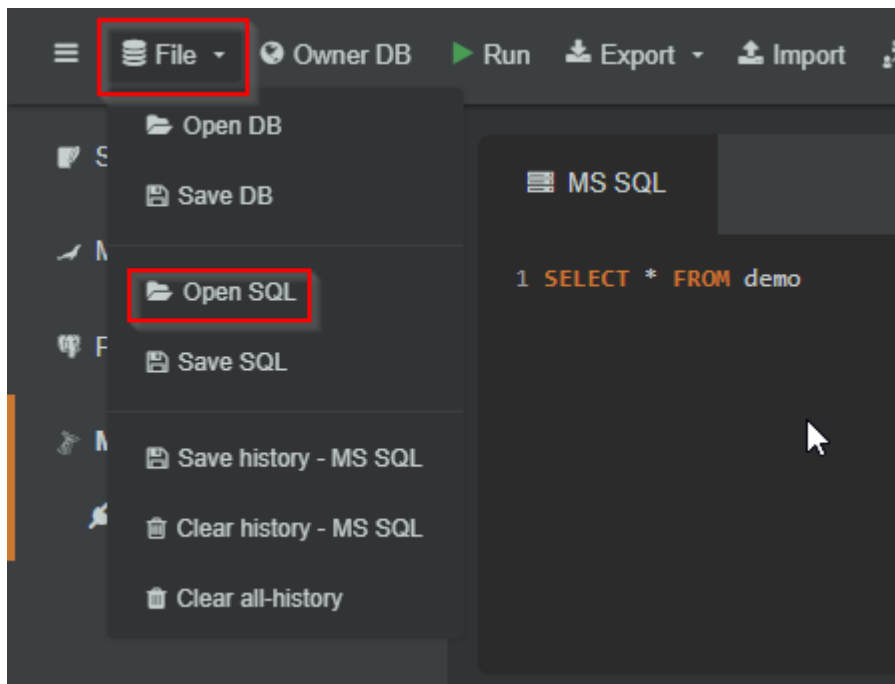 File Owner DB Run Export Import
Open DB
S
Save DB
MS SQL
M
1 SELECT * FROM demo
Open SQL
Save SQL
M
Save history - MS SQL
Clear history - MS SQL
Clear all-history